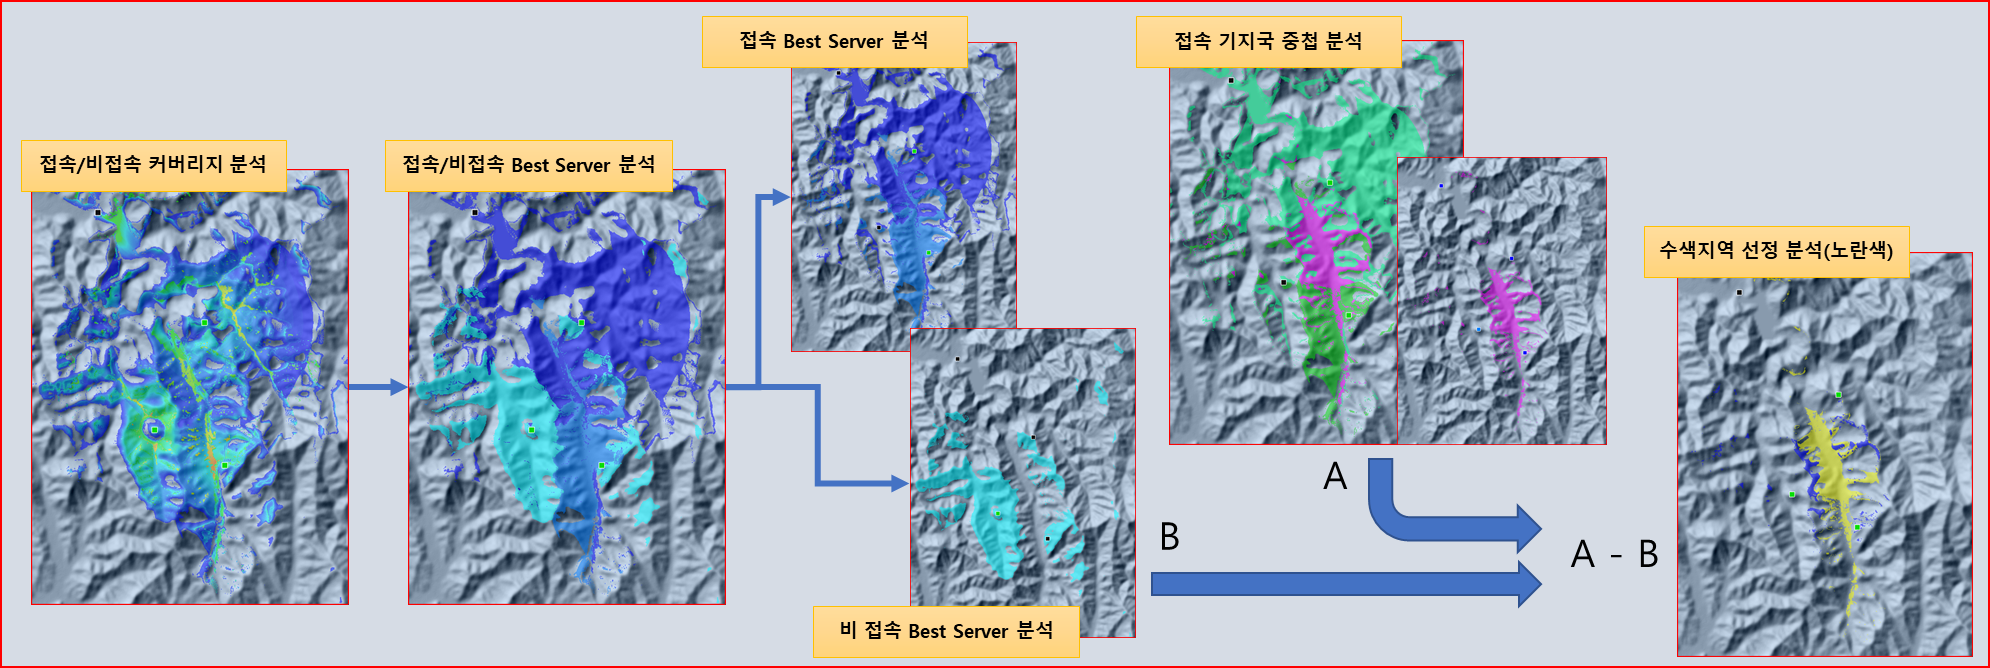 접속/비접속 커버리지 분석
접속/비접속 Best Server 분석
접속 Best Server 분석
비 접속 Best Server 분석
접속 기지국 중첩 분석
A
B
A - B
수색지역 선정 분석(노란색)